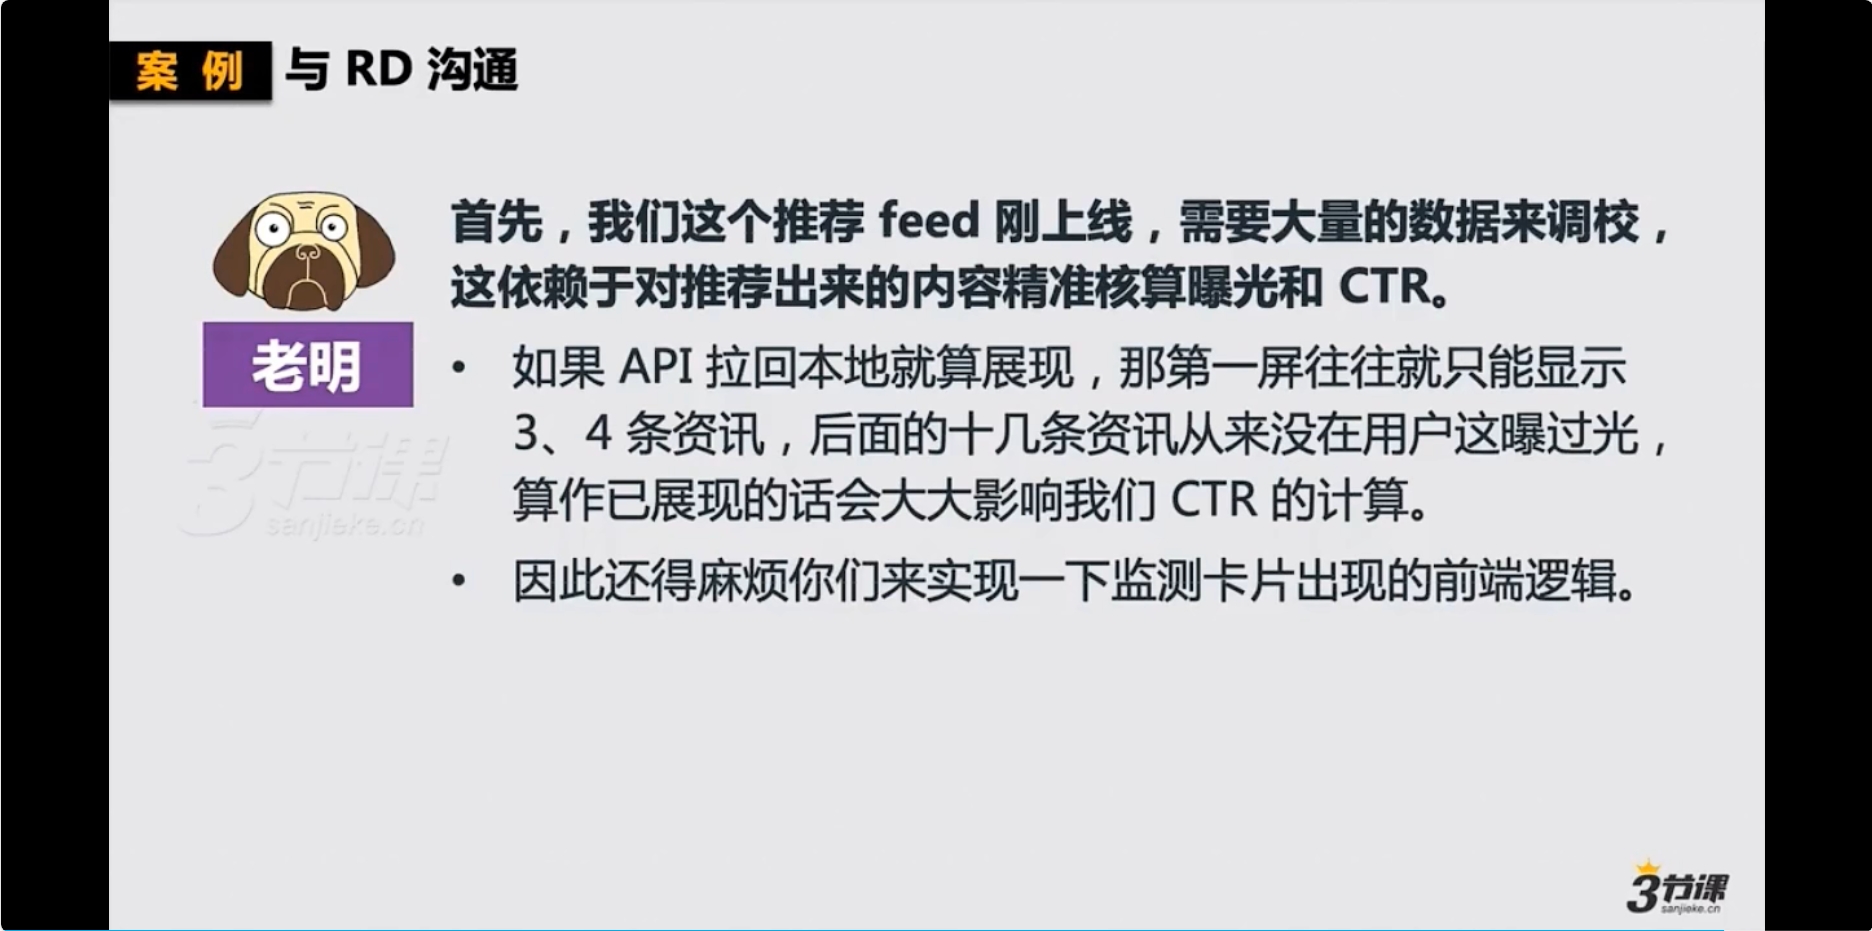 案 例 与 RD 沟通
首先，我们这个推荐 feed 刚上线，需要大量的数据来调校，
这依赖于对推荐出来的内容精准核算曝光和 CTR。
老明
• 如果 API 拉回本地就算展现，那第一屏往往就只能显示
3、4 条资讯，后面的十几条资讯从来没在用户这曝过光，
算作已展现的话会大大影响我们 CTR 的计算。
• 因此还得麻烦你们来实现一下监测卡片出现的前端逻辑。
3节课
sanjieke.cn
3节课
sanjieke.cn